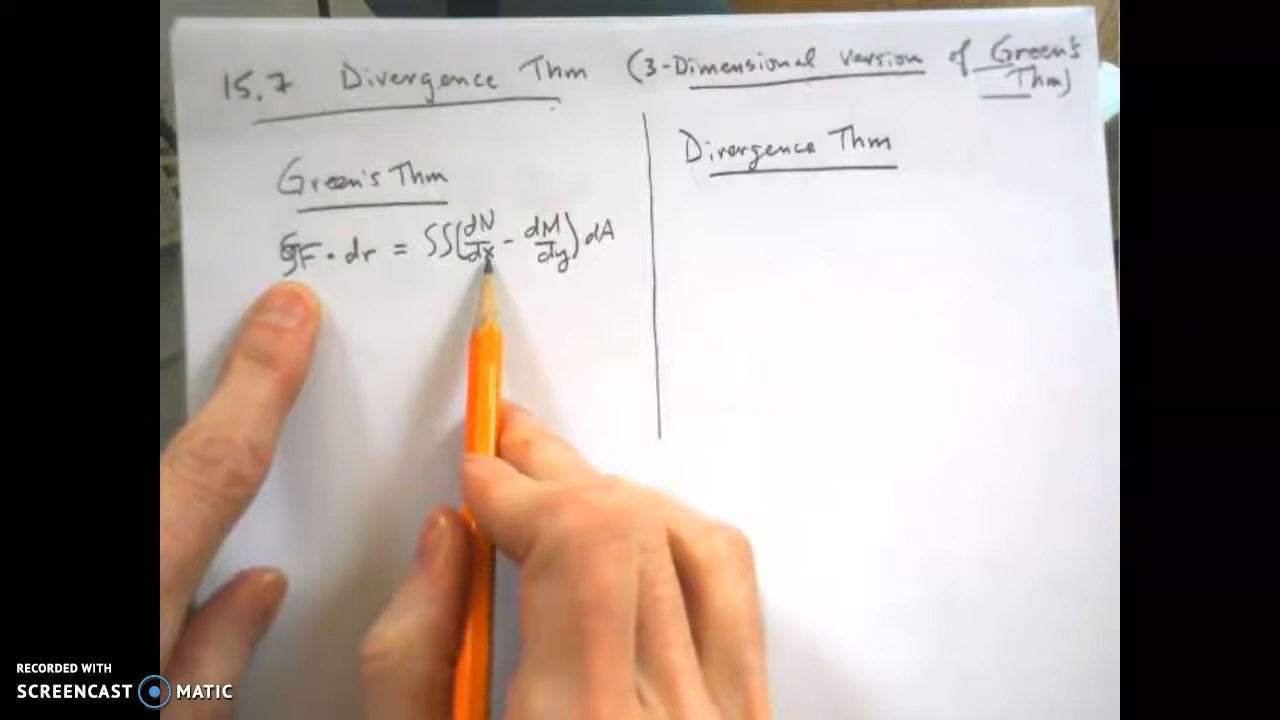 15.7 Divergence Thm (3-Dimensional version of Green's Thm)
Green's Thm
∮F · dr = ∫∫(dN/dx - dM/dy) dA
Divergence Thm
RECORDED WITH
SCREENCAST MATIC